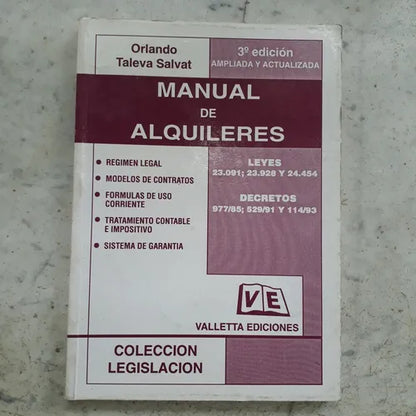 Orlando
Taleva Salvat
3º edición
AMPLIADA Y ACTUALIZADA
MANUAL
DE
ALQUILERES
• REGIMEN LEGAL
• MODELOS DE CONTRATOS
• FORMULAS DE USO
CORRIENTE
• TRATAMIENTO CONTABLE
E IMPOSITIVO
• SISTEMA DE GARANTIA
LEYES
23.091; 23.928 Y 24.454
DECRETOS
977/85; 529/91 Y 114/93
VE
VALLETTA EDICIONES
COLECCION
LEGISLACION